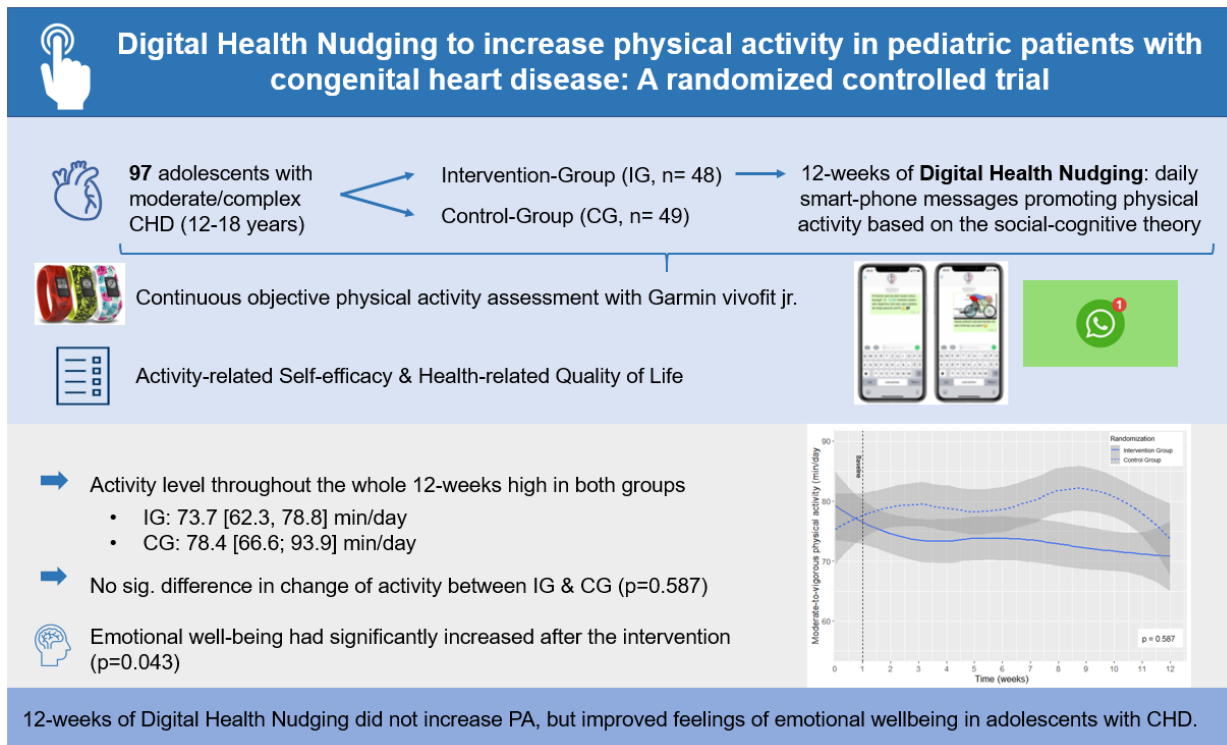 Digital Health Nudging to increase physical activity in pediatric patients with
congenital heart disease: A randomized controlled trial
97 adolescents with
moderate/complex
CHD (12-18 years)
Intervention-Group (IG, n= 48)
Control-Group (CG, n= 49)
12-weeks of Digital Health Nudging: daily
smart-phone messages promoting physical
activity based on the social-cognitive theory
Continuous objective physical activity assessment with Garmin vivofit jr.
1
Activity-related Self-efficacy & Health-related Quality of Life
Activity level throughout the whole 12-weeks high in both groups
• IG: 73.7 [62.3, 78.8] min/day
• CG: 78.4 [66.6; 93.9] min/day
No sig. difference in change of activity between IG & CG (p=0.587)
Emotional well-being had significantly increased after the intervention
(p=0.043)
Moderate-to-vigorous physical activity (min/day
90
80
70
60
Baseline
Randomization
Intervention Group
Control Group
p = 0.587
0 1 2 3 4 5 6 7 8 9 10 11 12
Time (weeks)
12-weeks of Digital Health Nudging did not increase PA, but improved feelings of emotional wellbeing in adolescents with CHD.